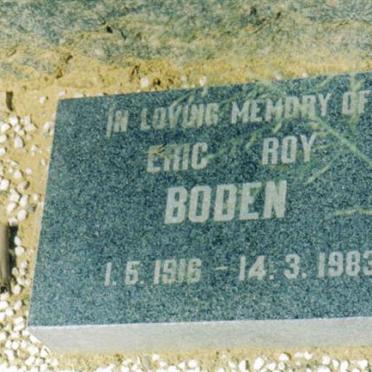 IN LOVING MEMORY OF
ERIC ROY
BODEN
1.5.1916 - 14.3.1983